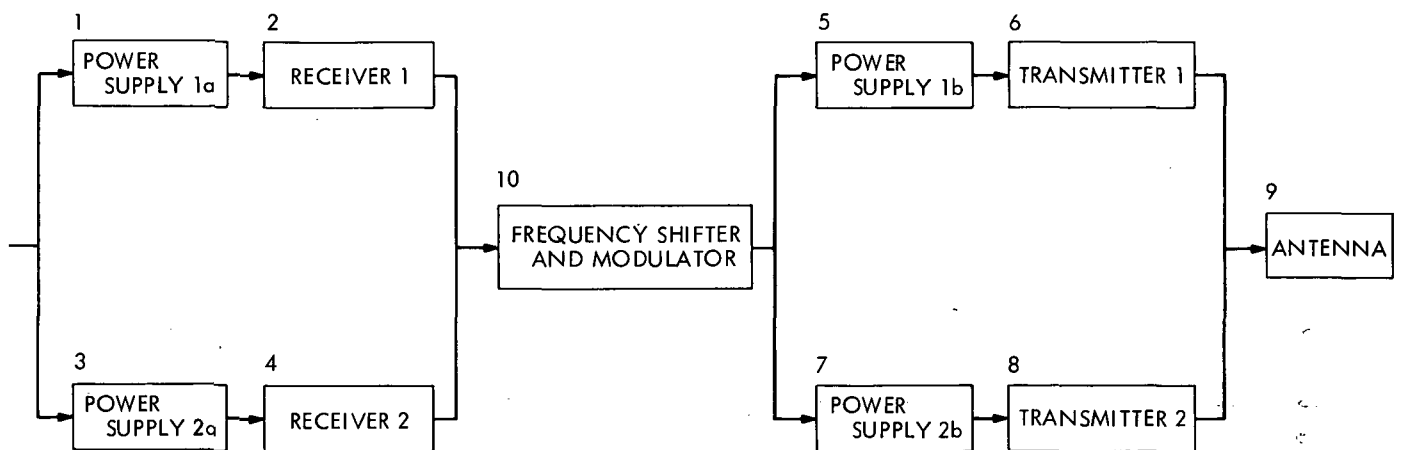 1
POWER
SUPPLY 1a
2
RECEIVER 1
5
POWER
SUPPLY 1b
6
TRANSMITTER 1
10
FREQUENCY SHIFTER
AND MODULATOR
9
ANTENNA
3
POWER
SUPPLY 2a
4
RECEIVER 2
7
POWER
SUPPLY 2b
8
TRANSMITTER 2